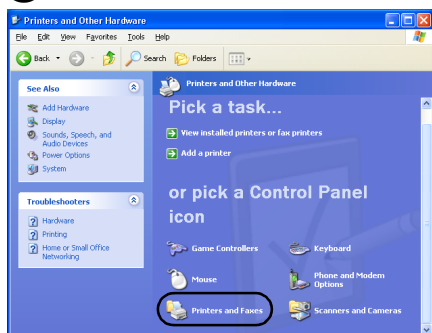 Printers and Other Hardware
File Edit View Favorites Tools Help
Back Search Folders
See Also
Add Hardware
Display
Sounds, Speech, and
Audio Devices
Power Options
System
Troubleshooters
Hardware
Printing
Home or Small Office
Networking
Printers and Other Hardware
Pick a task...
View installed printers or fax printers
Add a printer
or pick a Control Panel
icon
Game Controllers
Keyboard
Mouse
Phone and Modem
Options
Printers and Faxes
Scanners and Cameras